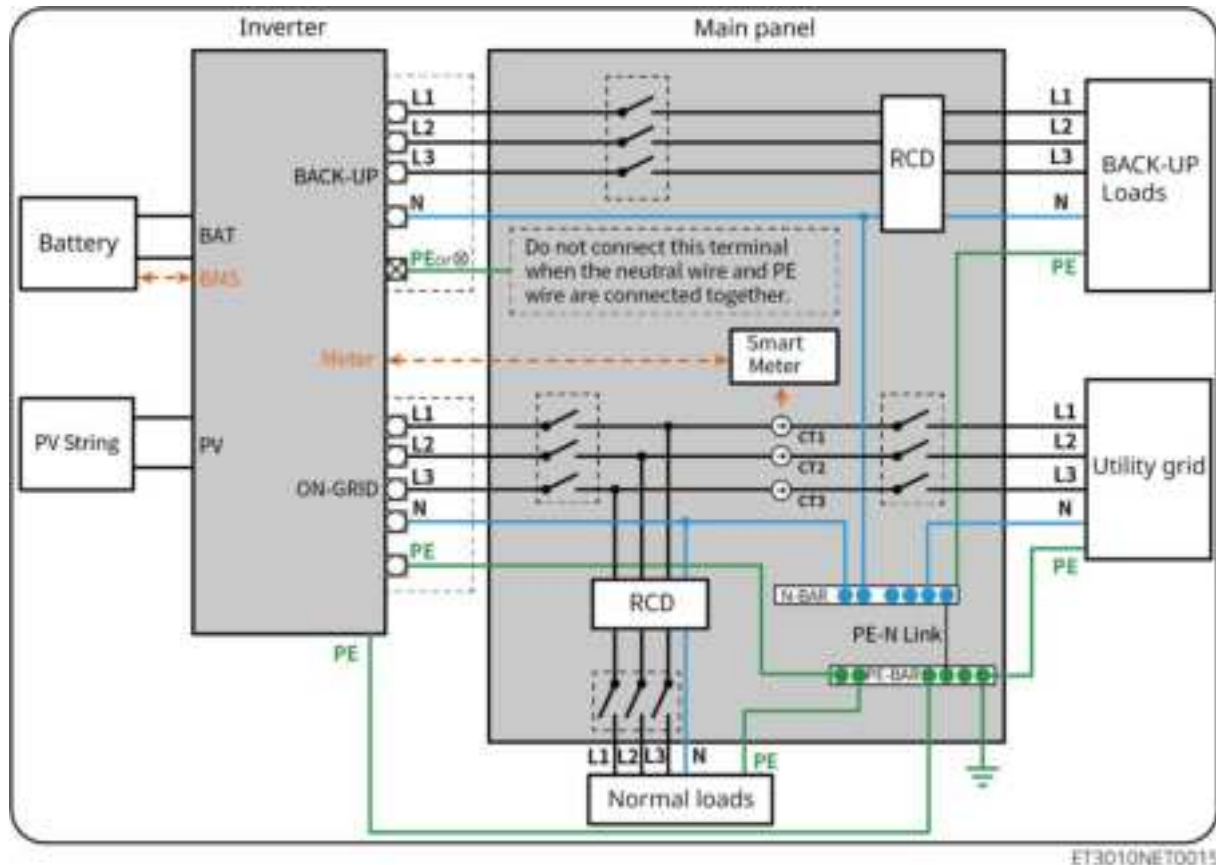 Inverter
Main panel
L1
L2
L3
BACK-UP
N
PE or ⊗
RCD
L1
L2
L3
N
PE
BACK-UP
Loads
Battery
BAT
BMS
Do not connect this terminal
when the neutral wire and PE
wire are connected together.
Meter
Smart
Meter
PV String
PV
L1
L2
L3
ON-GRID
N
PE
CT1
CT2
CT3
L1
L2
L3
N
PE
Utility grid
RCD
N-BAR
PE-N Link
PE-BAR
PE
L1
L2
L3
N
PE
Normal loads